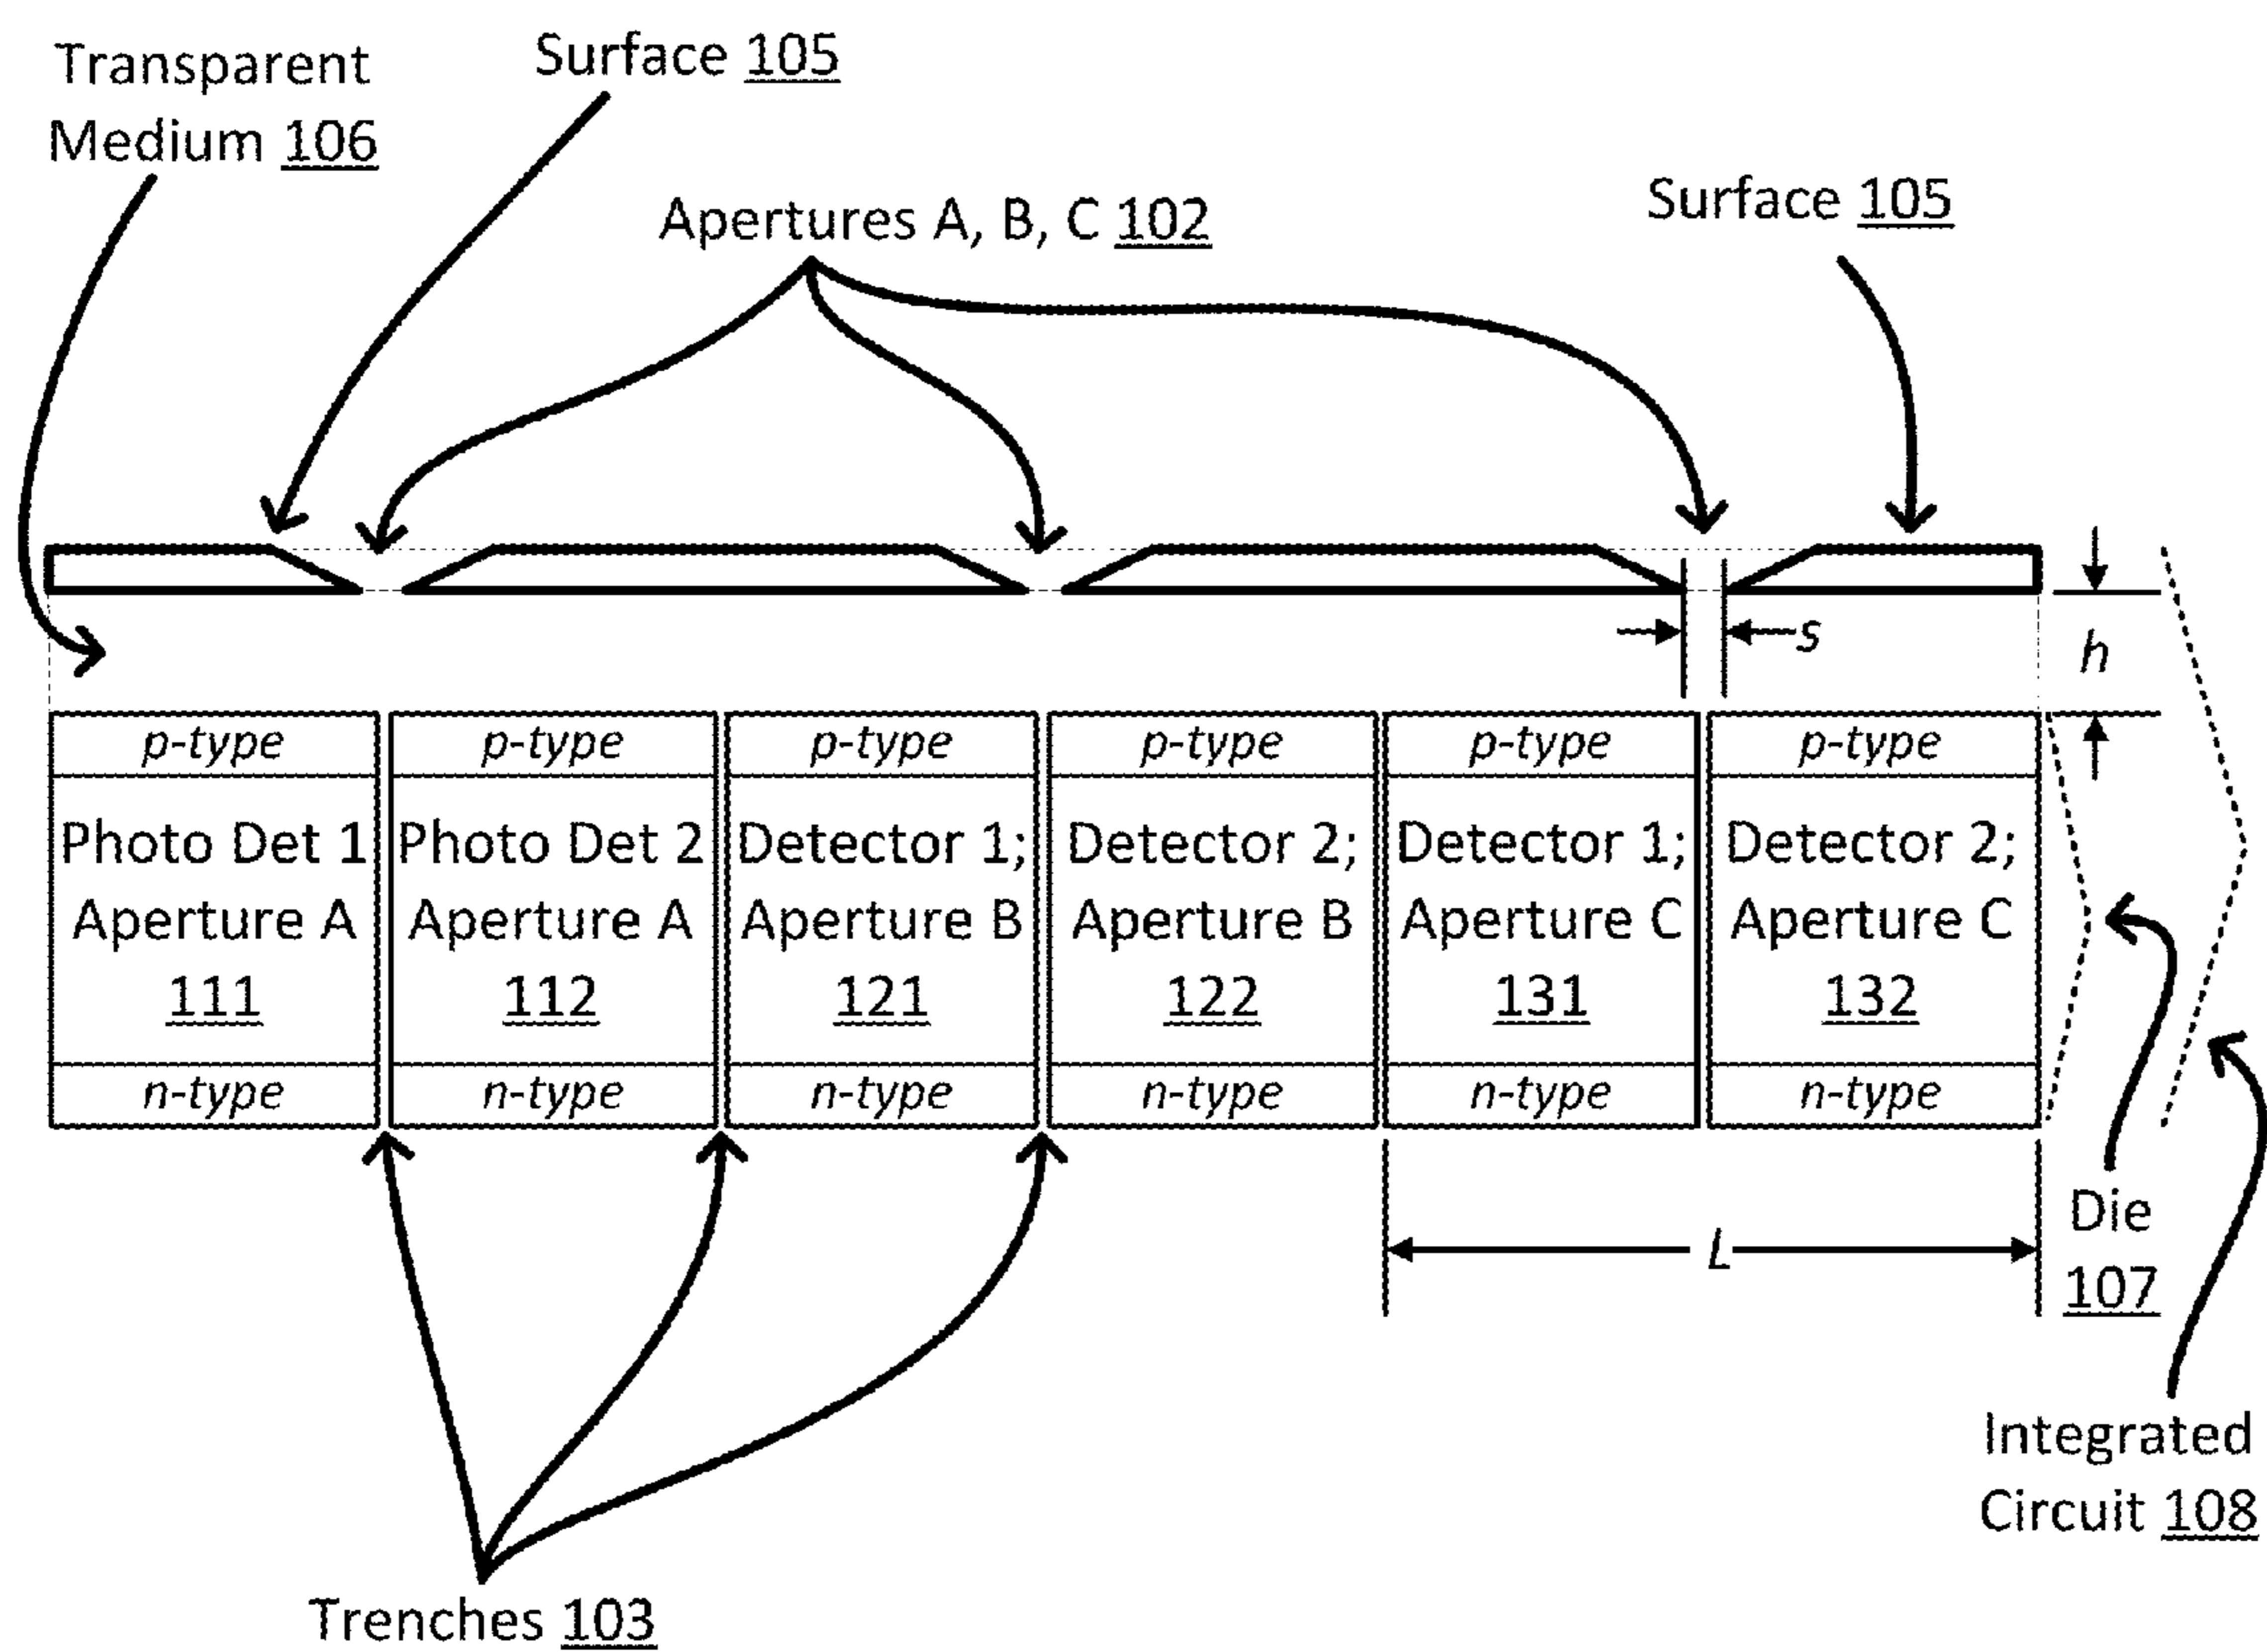 Transparent
Medium 106
Surface 105
Apertures A, B, C 102
Surface 105
s
h
p-type
p-type
p-type
p-type
p-type
p-type
Photo Det 1
Aperture A
111
Photo Det 2
Aperture A
112
Detector 1;
Aperture B
121
Detector 2;
Aperture B
122
Detector 1;
Aperture C
131
Detector 2;
Aperture C
132
n-type
n-type
n-type
n-type
n-type
n-type
L
Die
107
Integrated
Circuit 108
Trenches 103